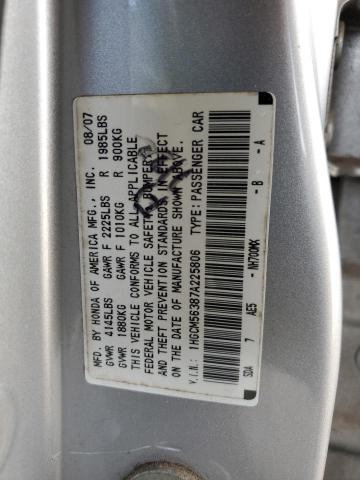 MFD. BY HONDA OF AMERICA MFG., INC. 08/07
GVWR 4145LBS GAWR F 2225LBS R 1985LBS
GVWR 1880KG GAWR F 1010KG R 900KG
THIS VEHICLE CONFORMS TO ALL APPLICABLE
FEDERAL MOTOR VEHICLE SAFETY, BUMPER,
AND THEFT PREVENTION STANDARDS IN EFFECT
ON THE DATE OF MANUFACTURE SHOWN ABOVE.
V.I.N.: 1HGCM56387A225806 TYPE:PASSENGER CAR
SDA 7 AE5 NH700MX - B - A